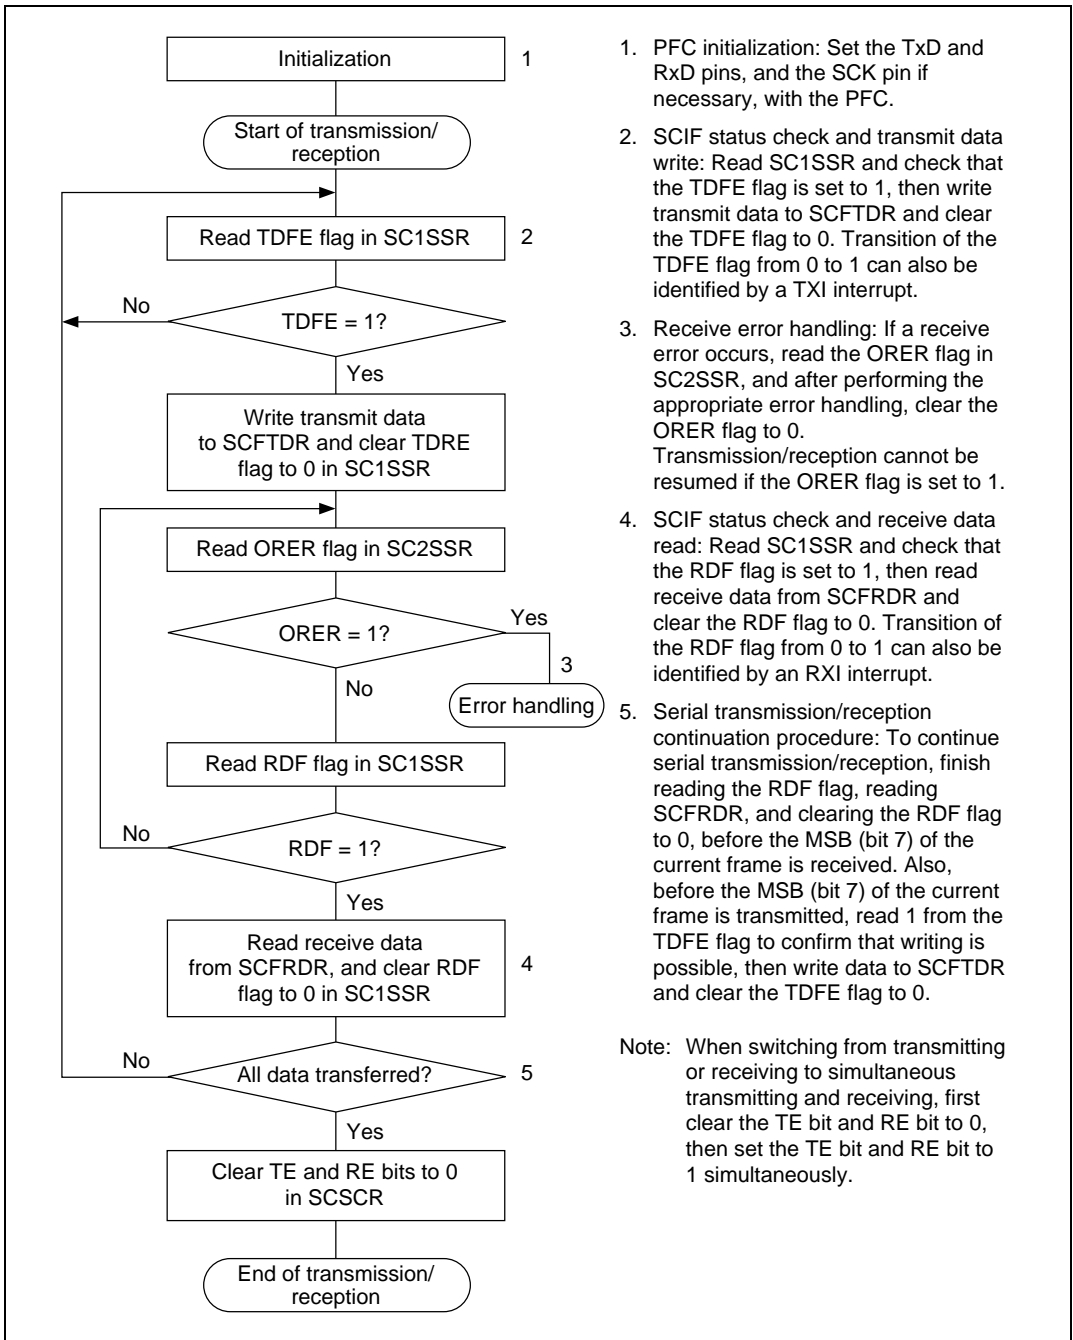 Initialization
1
Start of transmission/
reception
Read TDFE flag in SC1SSR
2
No
TDFE = 1?
Yes
Write transmit data
to SCFTDR and clear TDRE
flag to 0 in SC1SSR
Read ORER flag in SC2SSR
ORER = 1?
Yes
3
No
Error handling
Read RDF flag in SC1SSR
No
RDF = 1?
Yes
Read receive data
from SCFRDR, and clear RDF
flag to 0 in SC1SSR
4
No
All data transferred?
5
Yes
Clear TE and RE bits to 0
in SCSCR
End of transmission/
reception
1. PFC initialization: Set the TxD and
RxD pins, and the SCK pin if
necessary, with the PFC.
2. SCIF status check and transmit data
write: Read SC1SSR and check that
the TDFE flag is set to 1, then write
transmit data to SCFTDR and clear
the TDFE flag to 0. Transition of the
TDFE flag from 0 to 1 can also be
identified by a TXI interrupt.
3. Receive error handling: If a receive
error occurs, read the ORER flag in
SC2SSR, and after performing the
appropriate error handling, clear the
ORER flag to 0.
Transmission/reception cannot be
resumed if the ORER flag is set to 1.
4. SCIF status check and receive data
read: Read SC1SSR and check that
the RDF flag is set to 1, then read
receive data from SCFRDR and
clear the RDF flag to 0. Transition of
the RDF flag from 0 to 1 can also be
identified by an RXI interrupt.
5. Serial transmission/reception
continuation procedure: To continue
serial transmission/reception, finish
reading the RDF flag, reading
SCFRDR, and clearing the RDF flag
to 0, before the MSB (bit 7) of the
current frame is received. Also,
before the MSB (bit 7) of the current
frame is transmitted, read 1 from the
TDFE flag to confirm that writing is
possible, then write data to SCFTDR
and clear the TDFE flag to 0.
Note: When switching from transmitting
or receiving to simultaneous
transmitting and receiving, first
clear the TE bit and RE bit to 0,
then set the TE bit and RE bit to
1 simultaneously.